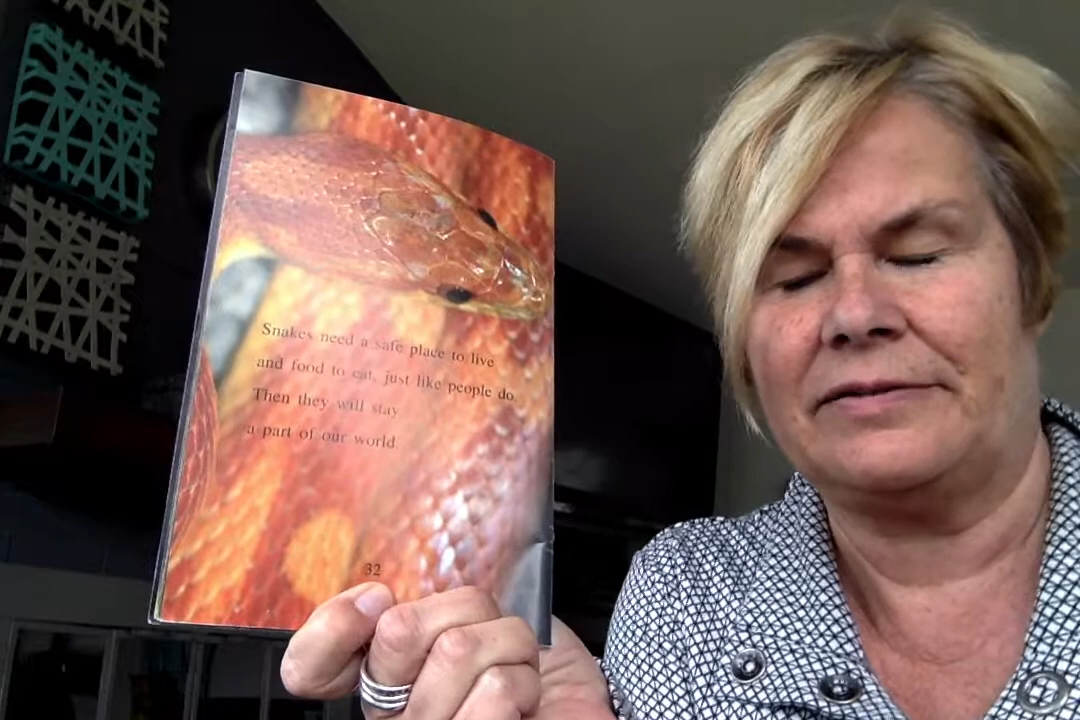 Snakes need a safe place to live
and food to eat, just like people do.
Then they will stay
a part of our world.
32